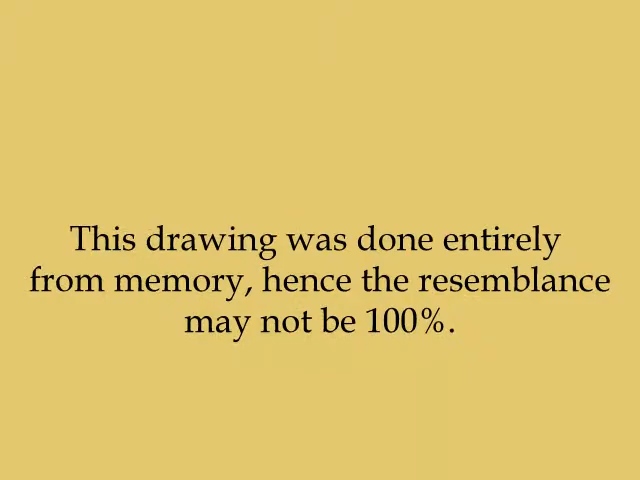 This drawing was done entirely
from memory, hence the resemblance
may not be 100%.